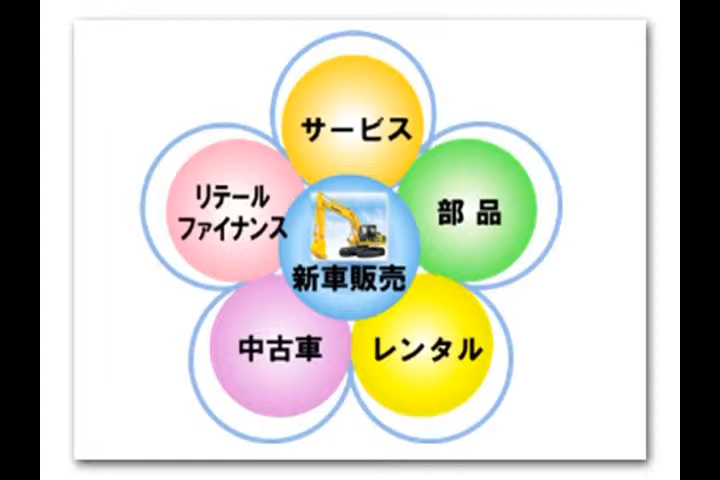 サービス
リテール
ファイナンス
部品
新車販売
中古車
レンタル